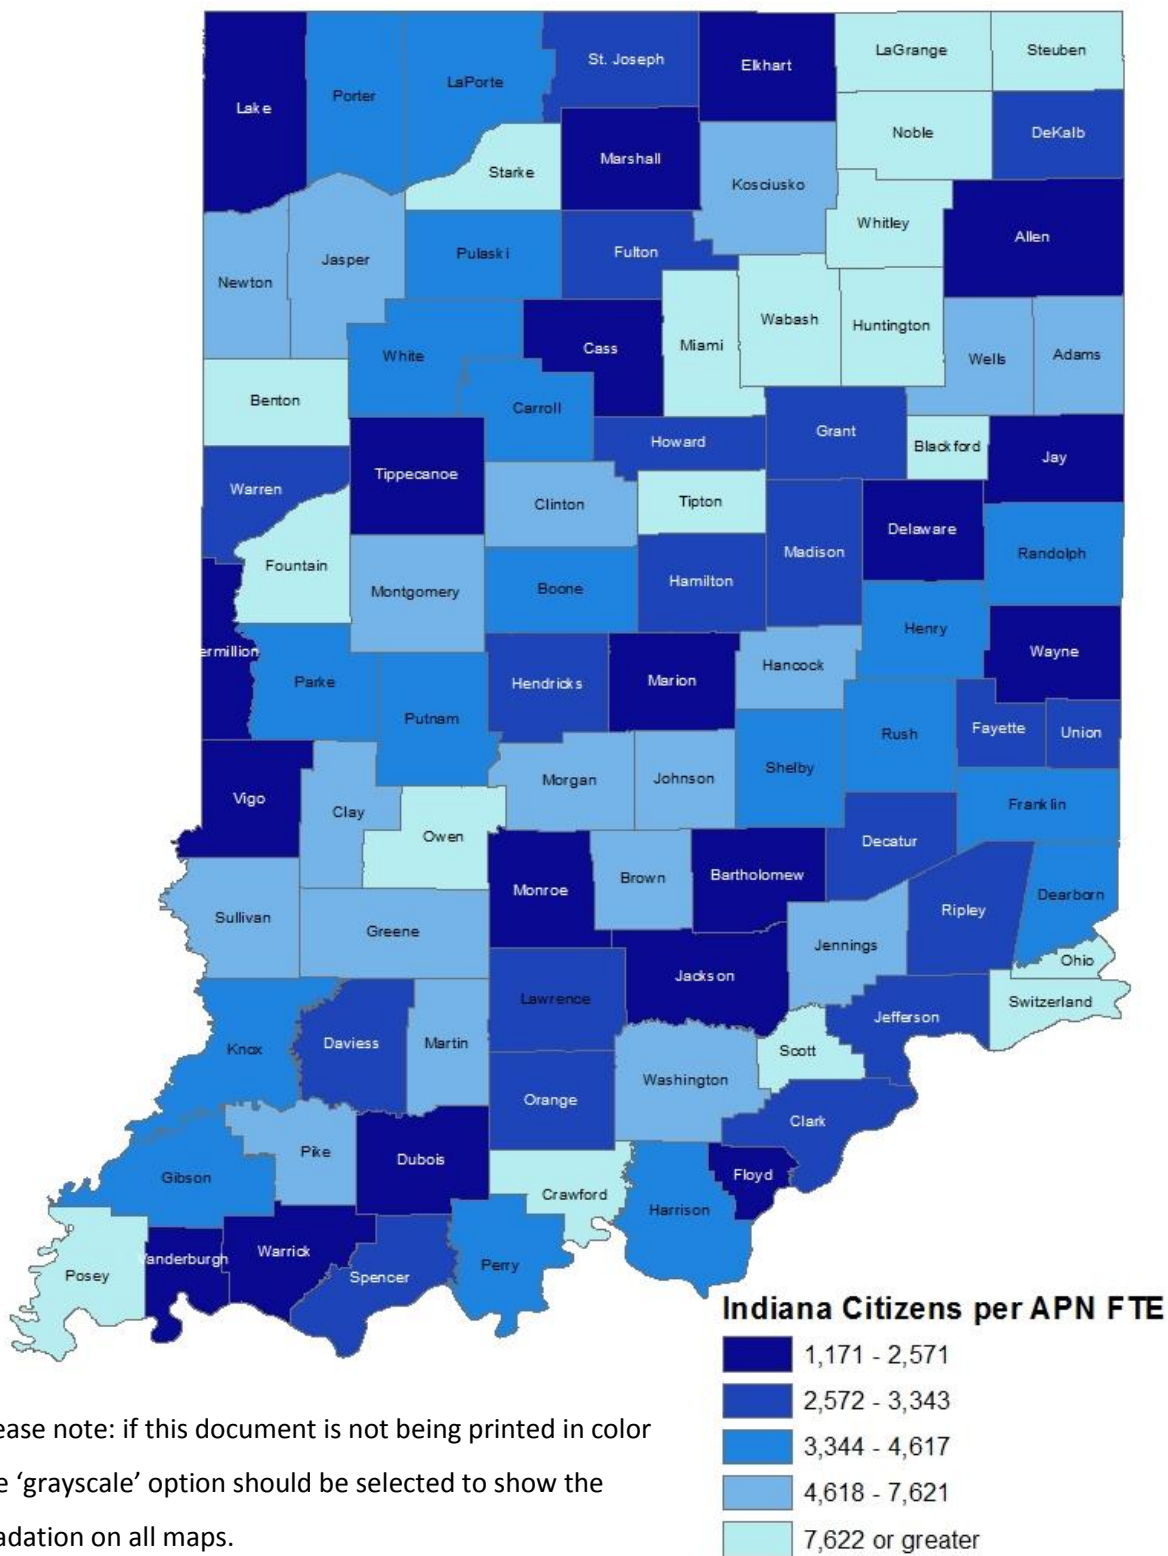 LaGrange
Steuben
St. Joseph
Elkhart
LaPorte
Porter
Lake
Noble
DeKalb
Marshall
Starke
Kosciusko
Whitley
Allen
Pulaski
Fulton
Jasper
Newton
Wabash
Huntington
Miami
Cass
White
Wells
Adams
Benton
Carroll
Grant
Howard
Blackford
Jay
Tippecanoe
Warren
Clinton
Tipton
Delaware
Madison
Randolph
Fountain
Hamilton
Boone
Montgomery
Henry
ermillion
Wayne
Hancock
Marion
Hendricks
Parke
Putnam
Rush
Fayette
Union
Shelby
Morgan
Johnson
Vigo
Clay
Franklin
Owen
Decatur
Bartholomew
Brown
Monroe
Dearborn
Ripley
Sullivan
Greene
Jennings
Ohio
Jackson
Switzerland
Lawrence
Jefferson
Knox
Daviess
Martin
Scott
Washington
Orange
Clark
Pike
Dubois
Gibson
Floyd
Crawford
Harrison
Warrick
Vanderburgh
Perry
Posey
Spencer
Indiana Citizens per APN FTE
1,171 - 2,571
2,572 - 3,343
3,344 - 4,617
4,618 - 7,621
7,622 or greater
ease note: if this document is not being printed in color
e ‘grayscale’ option should be selected to show the
adation on all maps.